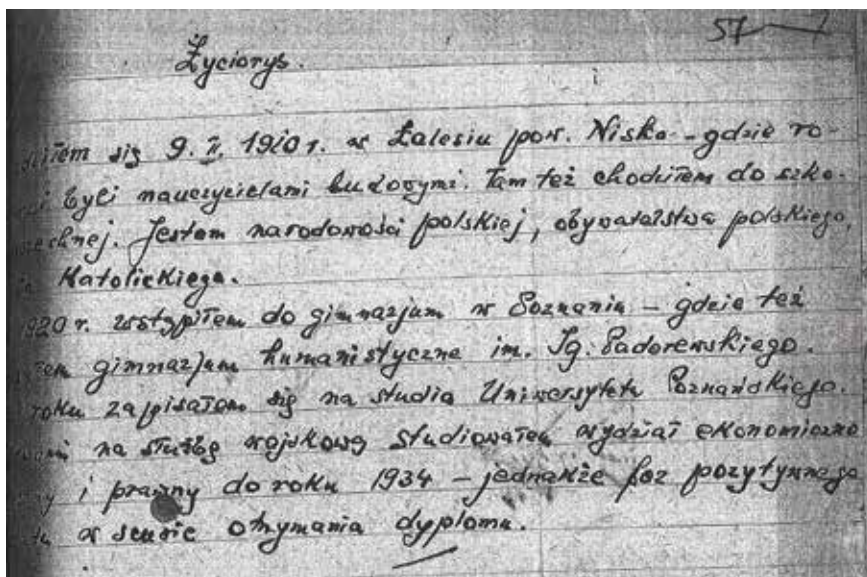 57
Życiorys.
się 9. II. 1910 r. w Zalesiu pow. Nisko - gdzie ro-
byli nauczycielami ludowymi. Tam też chodziłem do szko-
Jestem narodowości polskiej, obywatelstwa polskiego,
Katolickiego.
1920 r. wstąpiłem do gimnazjum w Poznaniu - gdzie też
gimnazjum humanistyczne im. Ig. Paderewskiego.
roku zapisałem się na studia Uniwersytetu Poznańskiego.
na służbę wojskową studiowałem wydział ekonomiczno
i prawny do roku 1934 - jednakże bez pozytywnego
w sensie otrzymania dyplomu.